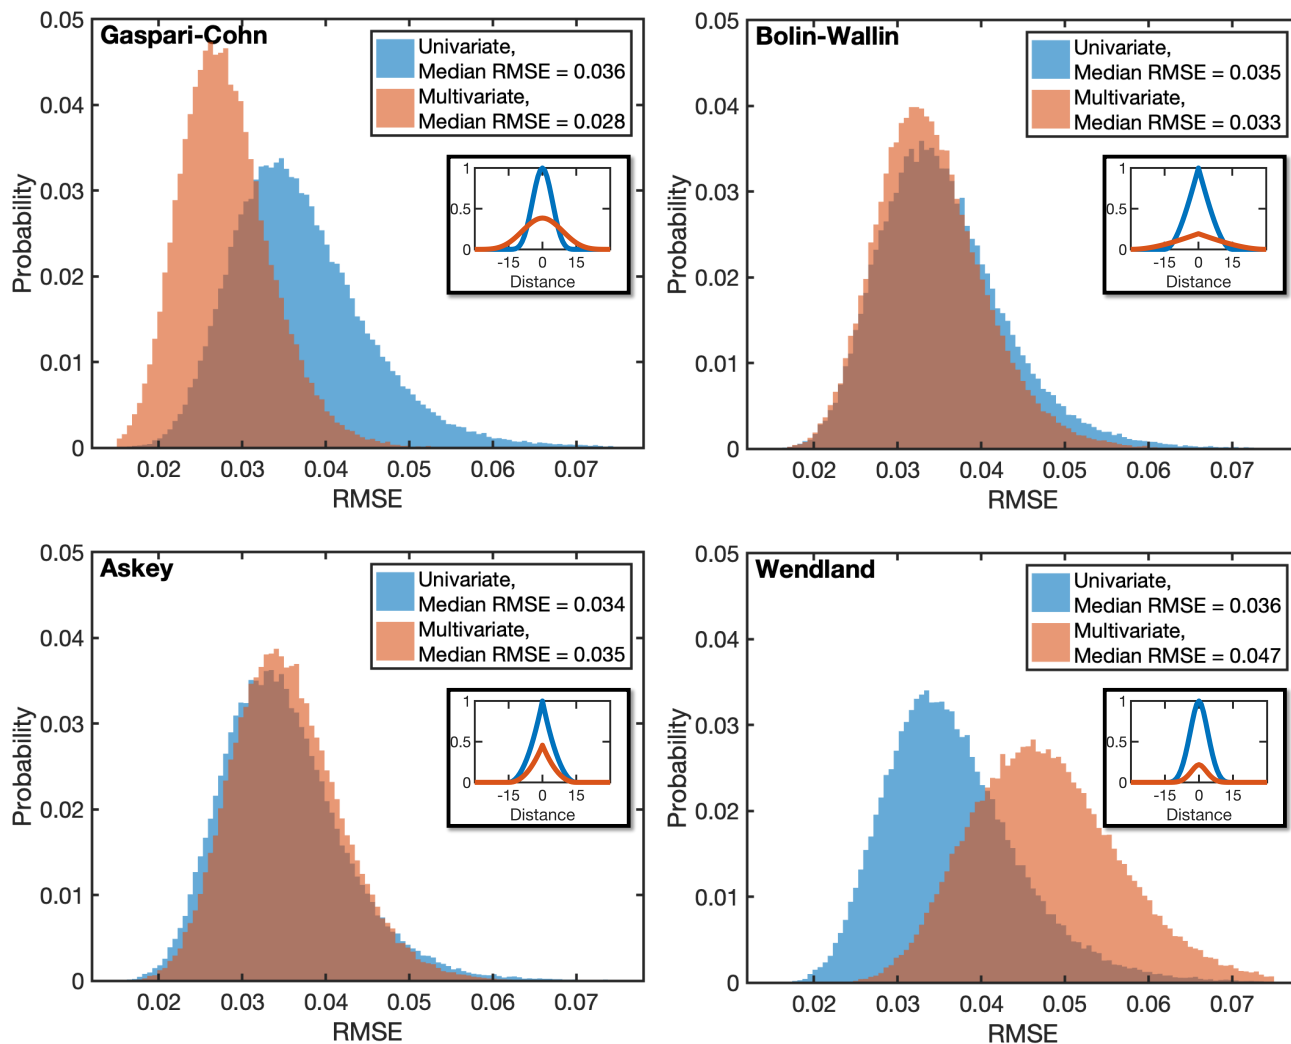 Gaspari-Cohn
Univariate,
Median RMSE = 0.036
Multivariate,
Median RMSE = 0.028
0.05
0.04
0.03
0.02
0.01
0
Probability
0.02 0.03 0.04 0.05 0.06 0.07
RMSE
1
0.5
0
-15 0 15
Distance
Bolin-Wallin
Univariate,
Median RMSE = 0.035
Multivariate,
Median RMSE = 0.033
0.05
0.04
0.03
0.02
0.01
0
Probability
0.02 0.03 0.04 0.05 0.06 0.07
RMSE
1
0.5
0
-15 0 15
Distance
Askey
Univariate,
Median RMSE = 0.034
Multivariate,
Median RMSE = 0.035
0.05
0.04
0.03
0.02
0.01
0
Probability
0.02 0.03 0.04 0.05 0.06 0.07
RMSE
1
0.5
0
-15 0 15
Distance
Wendland
Univariate,
Median RMSE = 0.036
Multivariate,
Median RMSE = 0.047
0.05
0.04
0.03
0.02
0.01
0
Probability
0.02 0.03 0.04 0.05 0.06 0.07
RMSE
1
0.5
0
-15 0 15
Distance